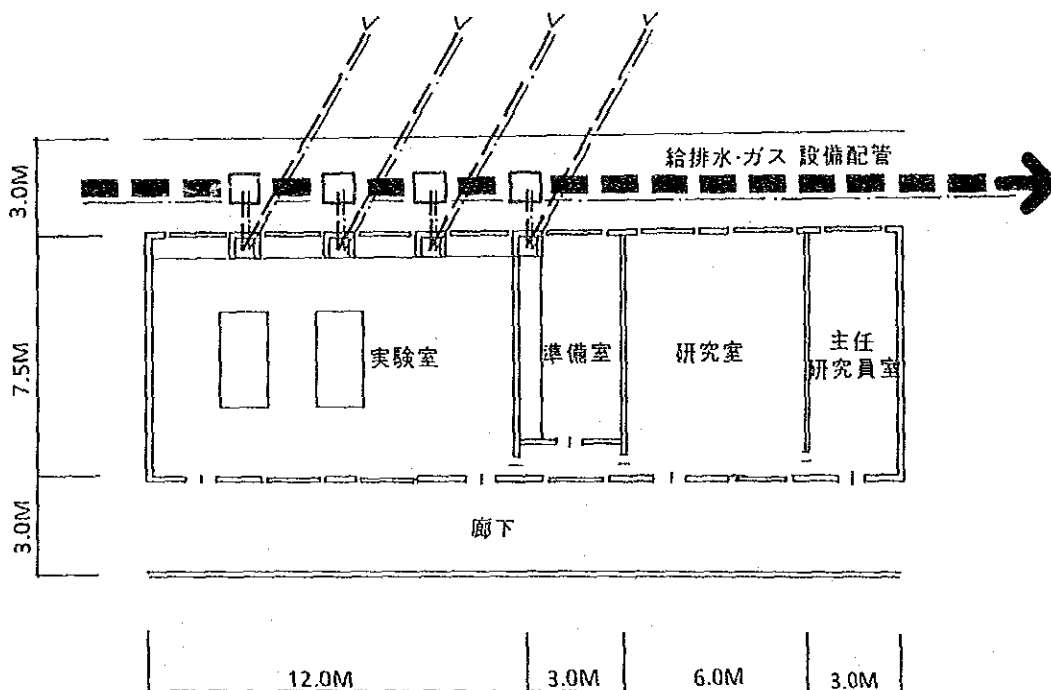 給排水・ガス 設備配管
3.0M
7.5M
3.0M
実験室
準備室
研究室
主任
研究員室
廊下
12.0M
3.0M
6.0M
3.0M